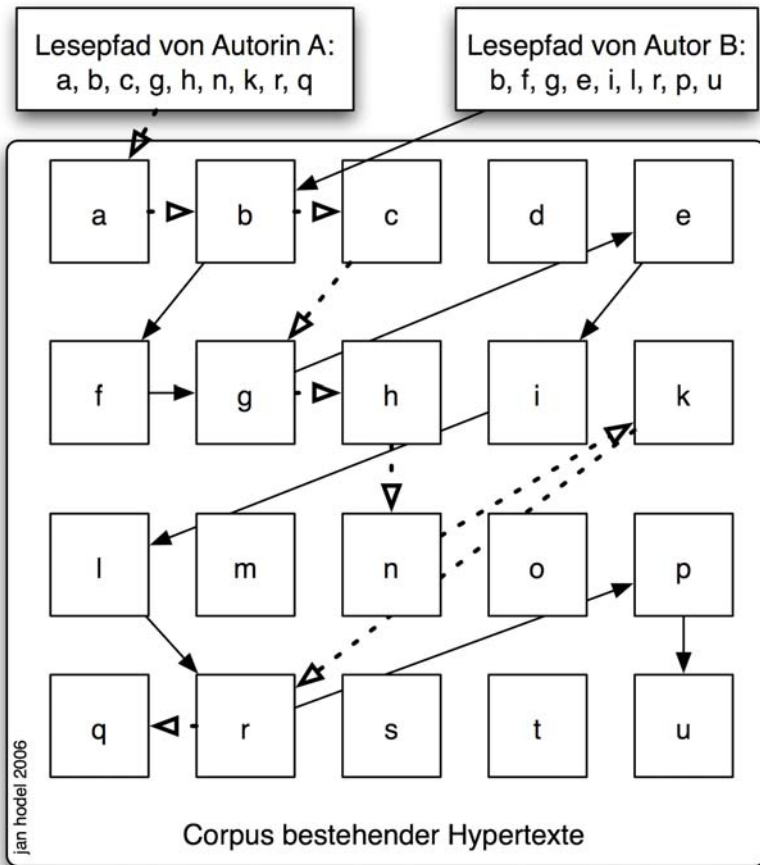 Lesepfad von Autorin A:
a, b, c, g, h, n, k, r, q
Lesepfad von Autor B:
b, f, g, e, i, l, r, p, u
a
b
c
d
e
f
g
h
i
k
l
m
n
o
p
q
r
s
t
u
jan hodel 2006
Corpus bestehender Hypertexte